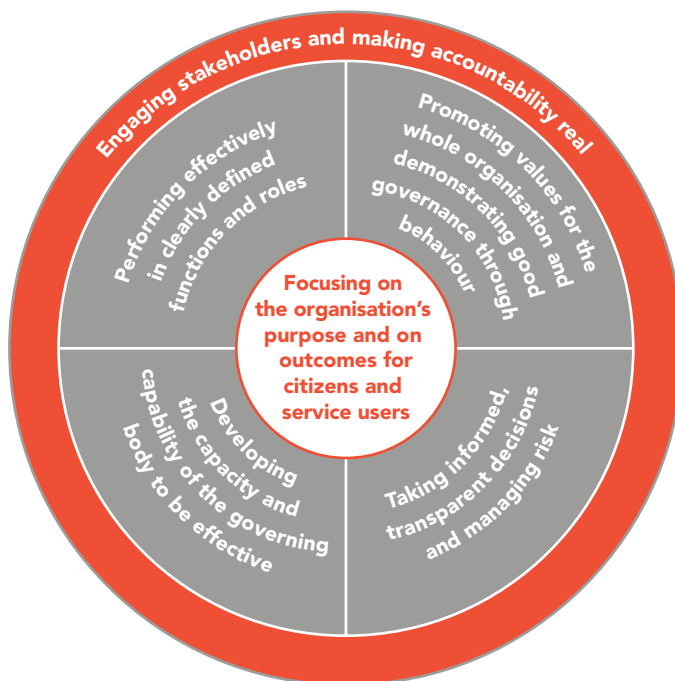 Engaging stakeholders and making accountability real
Performing effectively
in clearly defined
functions and roles
Promoting values for the
whole organisation and
demonstrating good
governance through
behaviour
Focusing on
the organisation's
purpose and on
outcomes for
citizens and
service users
Developing
the capacity and
capability of the governing
body to be effective
Taking informed,
transparent decisions
and managing risk